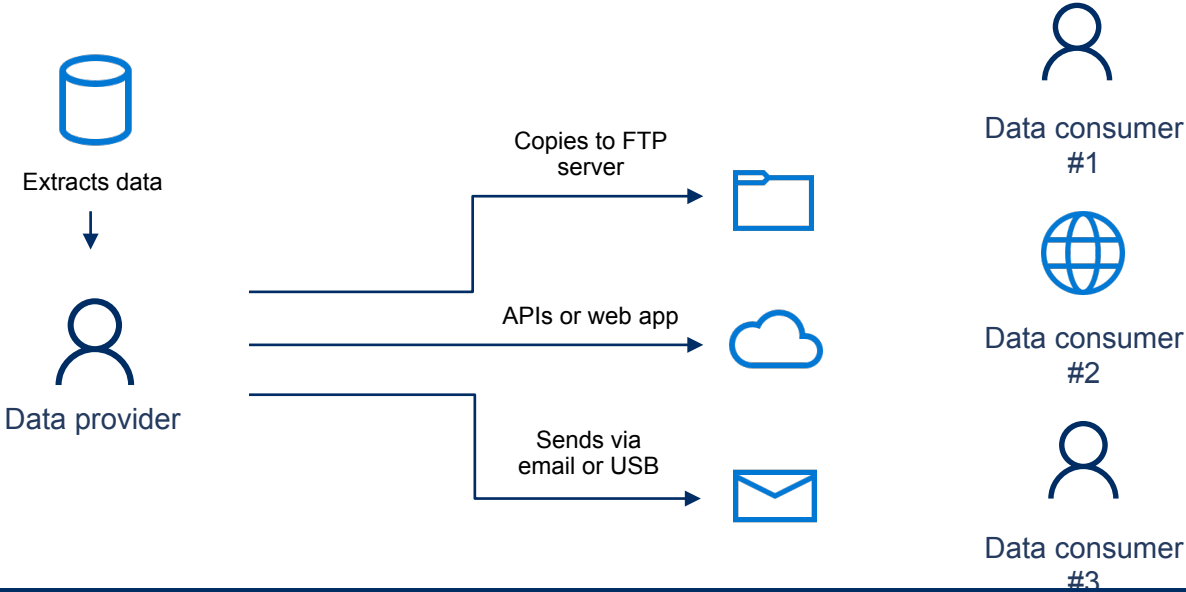 Extracts data
Data provider
Copies to FTP
server
APIs or web app
Sends via
email or USB
Data consumer
#1
Data consumer
#2
Data consumer
#3